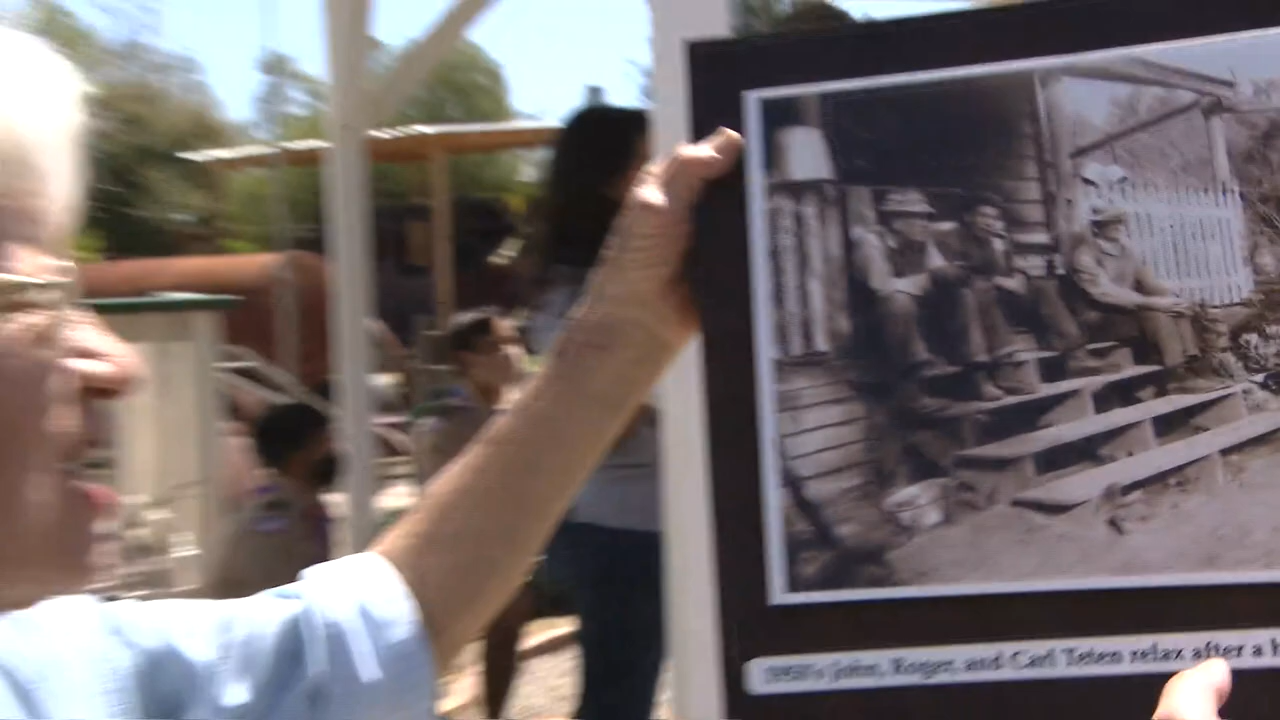 1950's John, Roger, and Carl Teten relax after a h